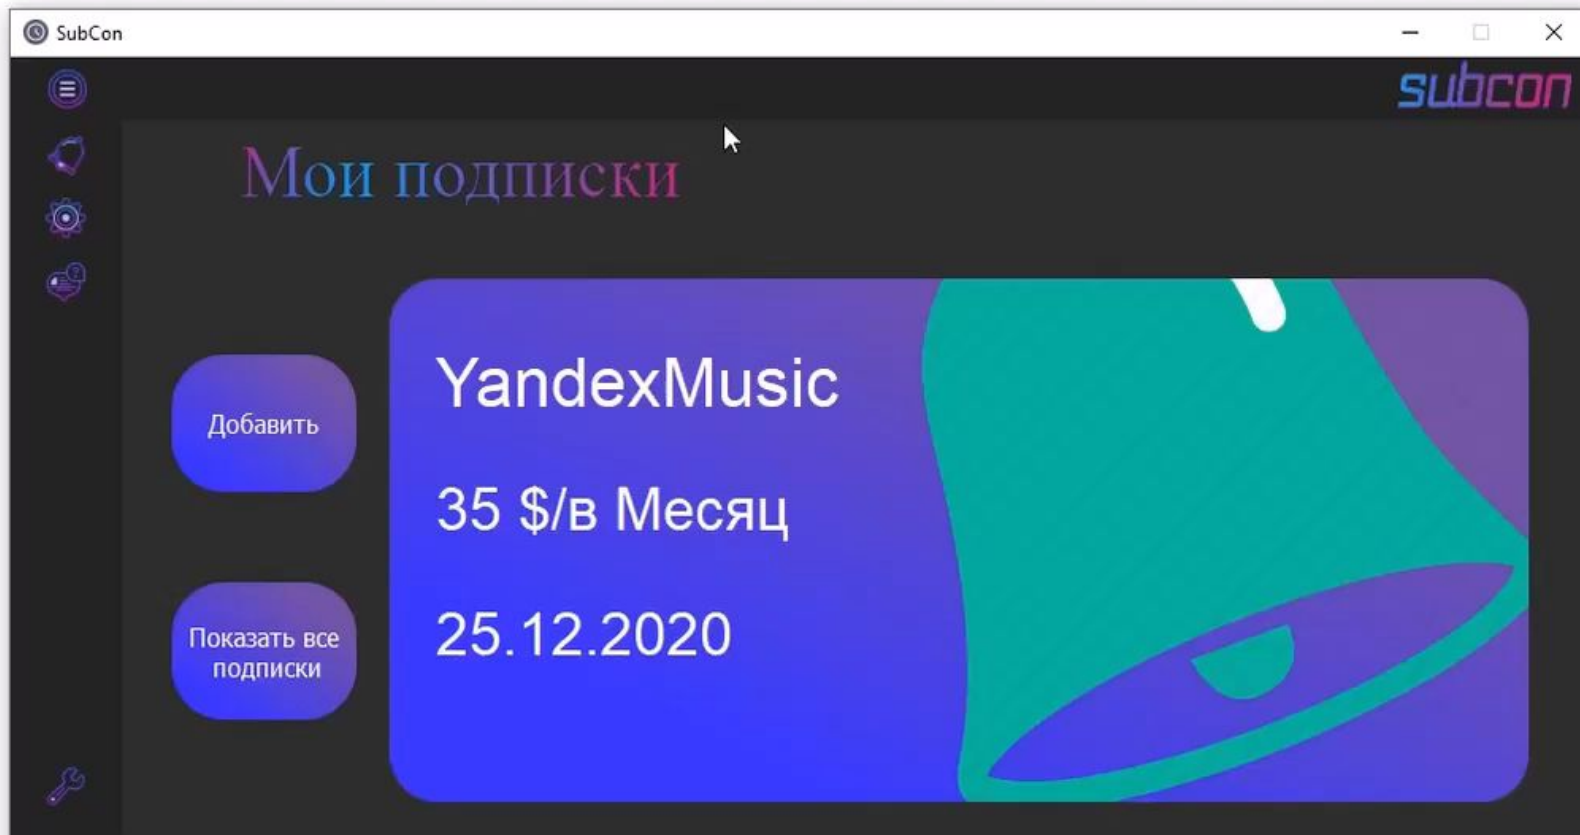 SubCon
subcon
Мои подписки
YandexMusic
Добавить
35 $/в Месяц
25.12.2020
Показать все
подписки